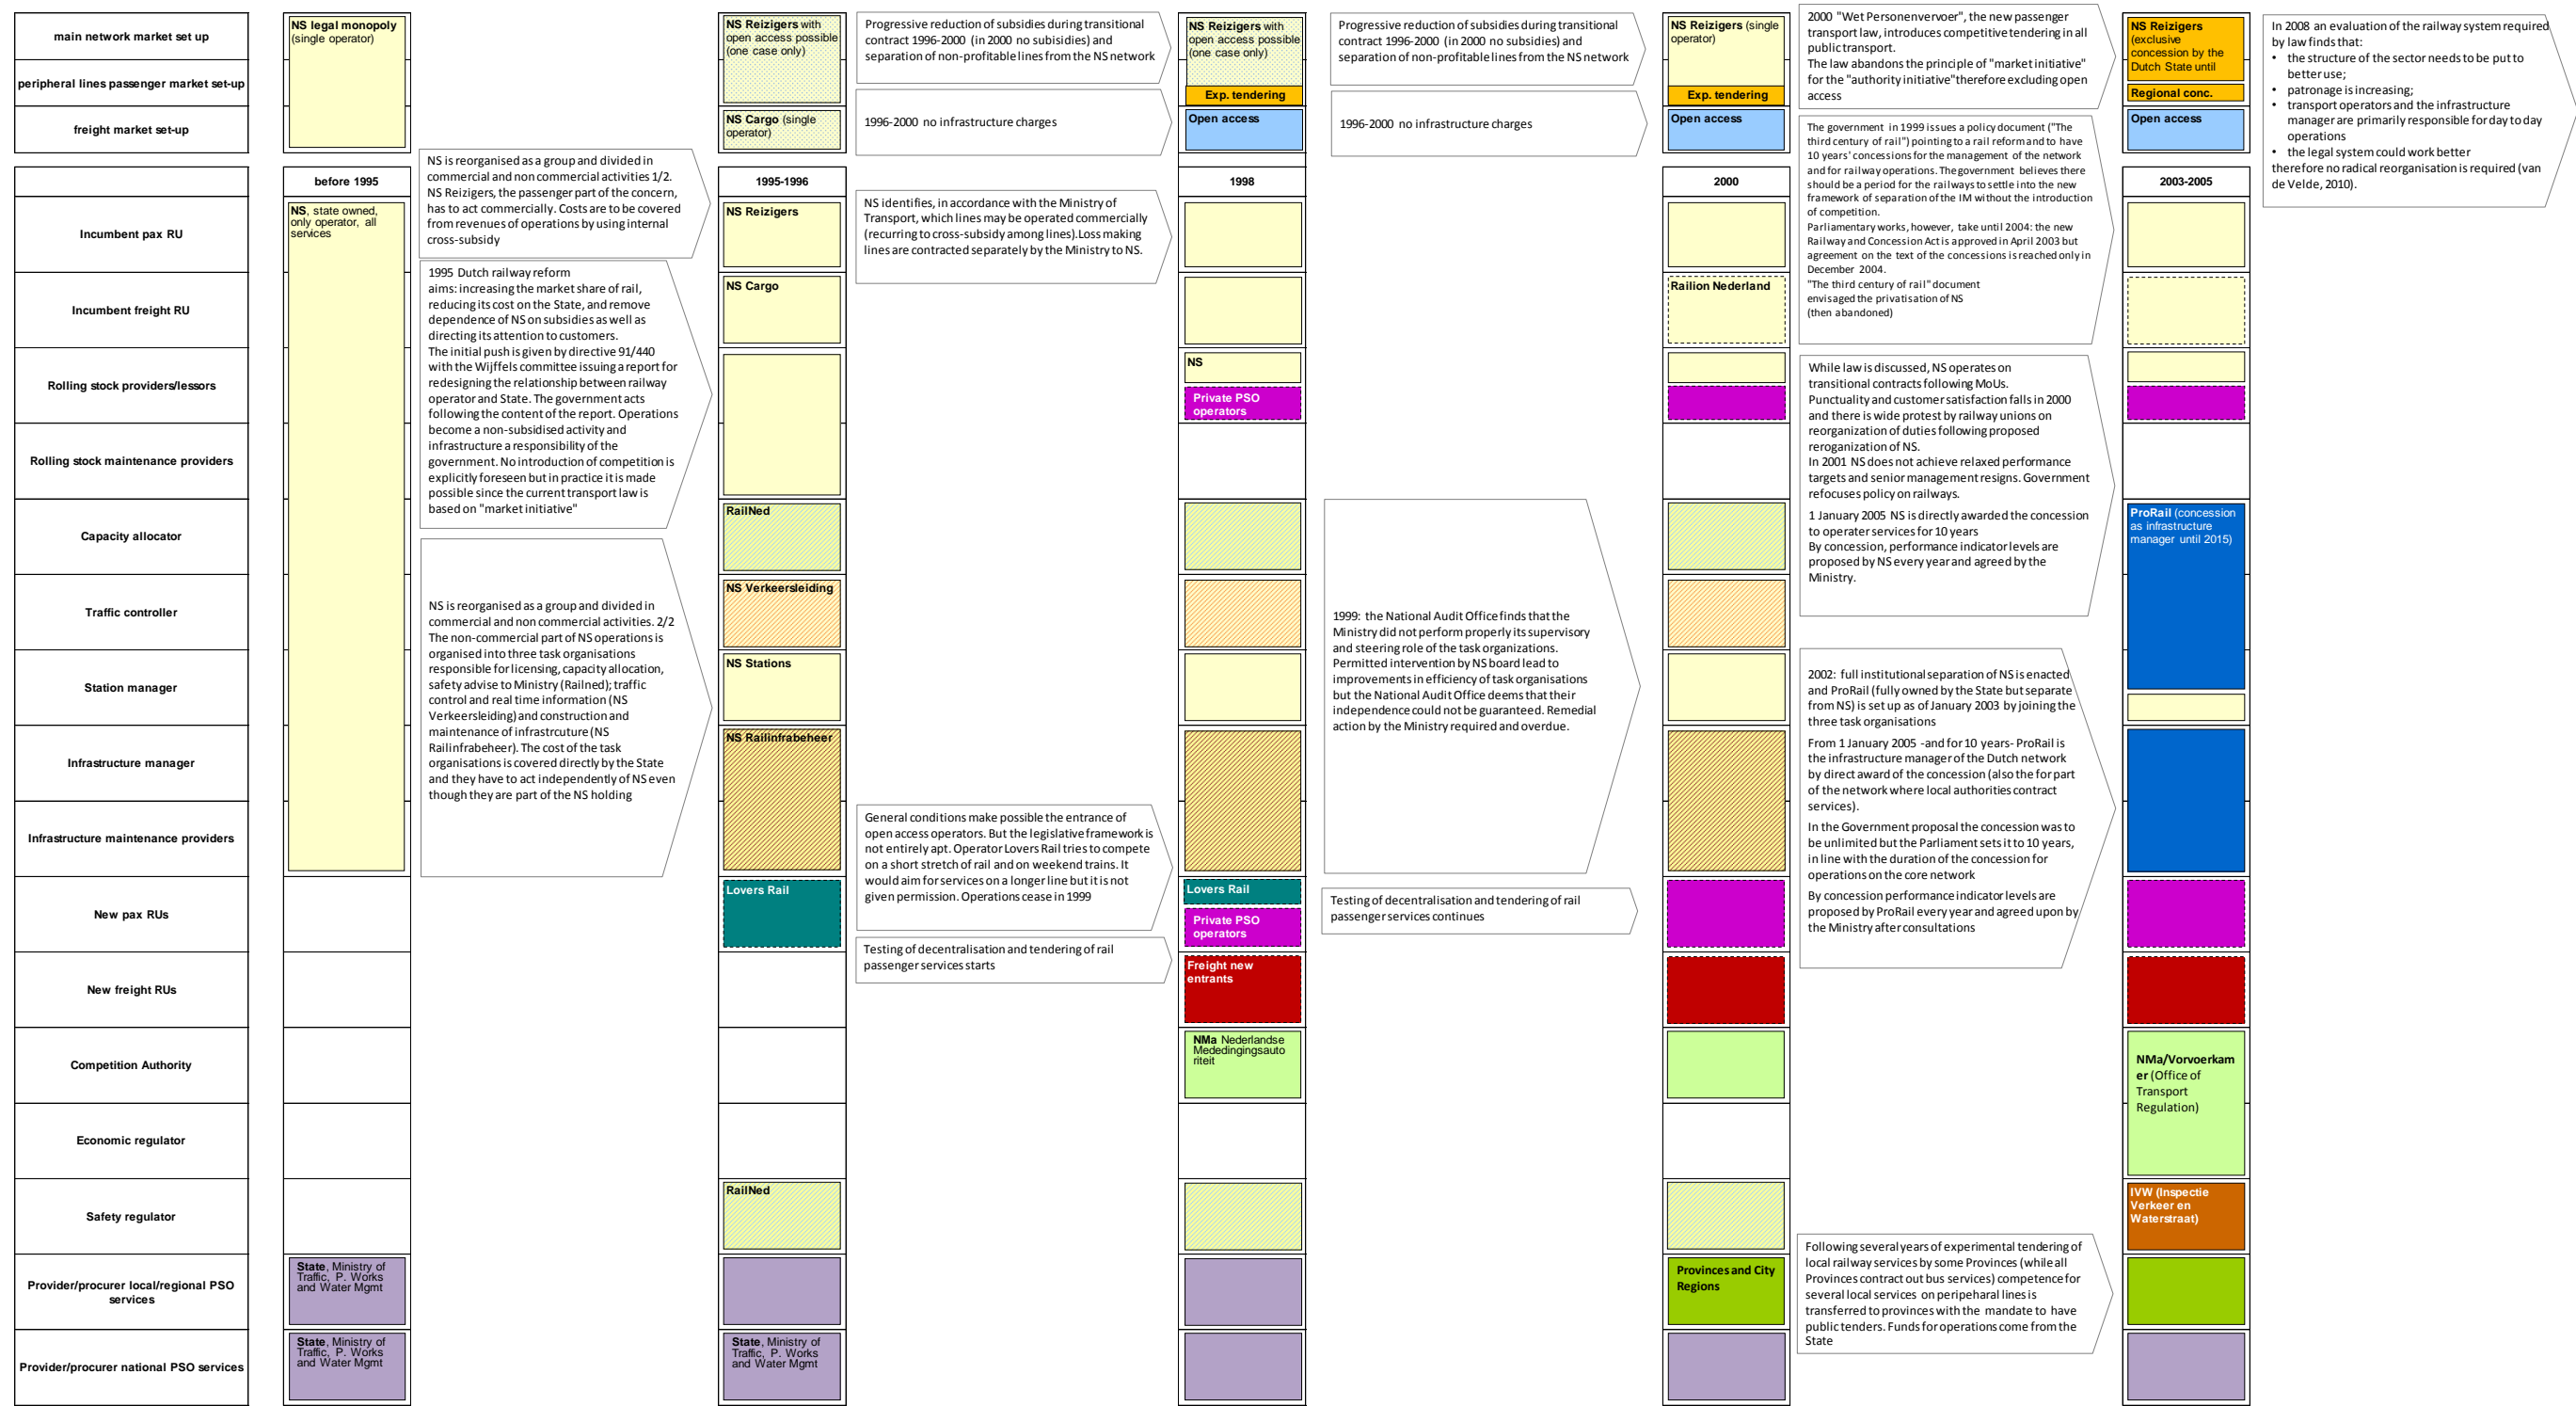 main network market set up
peripheral lines passenger market set-up
freight market set-up
NS legal monopoly
(single operator)
NS Reizigers with
open access possible
(one case only)
NS Cargo (single
operator)
Progressive reduction of subsidies during transitional
contract 1996-2000 (in 2000 no subisidies) and
separation of non-profitable lines from the NS network
1996-2000 no infrastructure charges
NS Reizigers with
open access possible
(one case only)
Exp. tendering
Open access
Progressive reduction of subsidies during transitional
contract 1996-2000 (in 2000 no subsidies) and
separation of non-profitable lines from the NS network
1996-2000 no infrastructure charges
NS Reizigers (single
operator)
Exp. tendering
Open access
2000 "Wet Personenvervoer", the new passenger
transport law, introduces competitive tendering in all
public transport.
The law abandons the principle of "market initiative"
for the "authority initiative"therefore excluding open
access
NS Reizigers
(exclusive
concession by the
Dutch State until
Regional conc.
Open access
In 2008 an evaluation of the railway system required
by law finds that:
• the structure of the sector needs to be put to
better use;
• patronage is increasing;
• transport operators and the infrastructure
manager are primarily responsible for day to day
operations
• the legal system could work better
therefore no radical reorganisation is required (van
de Velde, 2010).
before 1995
1995-1996
1998
2000
2003-2005
Incumbent pax RU
Incumbent freight RU
Rolling stock providers/lessors
Rolling stock maintenance providers
Capacity allocator
Traffic controller
Station manager
Infrastructure manager
Infrastructure maintenance providers
New pax RUs
New freight RUs
Competition Authority
Economic regulator
Safety regulator
Provider/procurer local/regional PSO
services
Provider/procurer national PSO services
NS, state owned,
only operator, all
services
State, Ministry of
Traffic, P. Works
and Water Mgmt
State, Ministry of
Traffic, P. Works
and Water Mgmt
NS is reorganised as a group and divided in
commercial and non commercial activities 1/2.
NS Reizigers, the passenger part of the concern,
has to act commercially. Costs are to be covered
from revenues of operations by using internal
cross-subsidy
1995 Dutch railway reform
aims: increasing the market share of rail,
reducing its cost on the State, and remove
dependence of NS on subsidies as well as
directing its attention to customers.
The initial push is given by directive 91/440
with the Wijffels committee issuing a report for
redesigning the relationship between railway
operator and State. The government acts
following the content of the report. Operations
become a non-subsidised activity and
infrastructure a responsibility of the
government. No introduction of competition is
explicitly foreseen but in practice it is made
possible since the current transport law is
based on "market initiative"
NS is reorganised as a group and divided in
commercial and non commercial activities. 2/2
The non-commercial part of NS operations is
organised into three task organisations
responsible for licensing, capacity allocation,
safety advise to Ministry (Railned); traffic
control and real time information (NS
Verkeersleiding) and construction and
maintenance of infrastrcuture (NS
Railinfrabeheer). The cost of the task
organisations is covered directly by the State
and they have to act independently of NS even
though they are part of the NS holding
NS Reizigers
NS Cargo
RailNed
NS Verkeersleiding
NS Stations
NS Railinfrabeheer
Lovers Rail
RailNed
State, Ministry of
Traffic, P. Works
and Water Mgmt
NS identifies, in accordance with the Ministry of
Transport, which lines may be operated commercially
(recurring to cross-subsidy among lines).Loss making
lines are contracted separately by the Ministry to NS.
General conditions make possible the entrance of
open access operators. But the legislative framework is
not entirely apt. Operator Lovers Rail tries to compete
on a short stretch of rail and on weekend trains. It
would aim for services on a longer line but it is not
given permission. Operations cease in 1999
Testing of decentralisation and tendering of rail
passenger services starts
NS
Private PSO
operators
Lovers Rail
Private PSO
operators
Freight new
entrants
NMa Nederlandse
Mededingingsauto
riteit
1999: the National Audit Office finds that the
Ministry did not perform properly its supervisory
and steering role of the task organizations.
Permitted intervention by NS board lead to
improvements in efficiency of task organisations
but the National Audit Office deems that their
independence could not be guaranteed. Remedial
action by the Ministry required and overdue.
Testing of decentralisation and tendering of rail
passenger services continues
Railion Nederland
Provinces and City
Regions
The government in 1999 issues a policy document ("The
third century of rail") pointing to a rail reform and to have
10 years' concessions for the management of the network
and for railway operations. The government believes there
should be a period for the railways to settle into the new
framework of separation of the IM without the introduction
of competition.
Parliamentary works, however, take until 2004: the new
Railway and Concession Act is approved in April 2003 but
agreement on the text of the concessions is reached only in
December 2004.
"The third century of rail" document
envisaged the privatisation of NS
(then abandoned)
While law is discussed, NS operates on
transitional contracts following MoUs.
Punctuality and customer satisfaction falls in 2000
and there is wide protest by railway unions on
reorganization of duties following proposed
reroganization of NS.
In 2001 NS does not achieve relaxed performance
targets and senior management resigns. Government
refocuses policy on railways.
1 January 2005 NS is directly awarded the concession
to operater services for 10 years
By concession, performance indicator levels are
proposed by NS every year and agreed by the
Ministry.
2002: full institutional separation of NS is enacted
and ProRail (fully owned by the State but separate
from NS) is set up as of January 2003 by joining the
three task organisations
From 1 January 2005 -and for 10 years- ProRail is
the infrastructure manager of the Dutch network
by direct award of the concession (also the for part
of the network where local authorities contract
services).
In the Government proposal the concession was to
be unlimited but the Parliament sets it to 10 years,
in line with the duration of the concession for
operations on the core network
By concession performance indicator levels are
proposed by ProRail every year and agreed upon by
the Ministry after consultations
Following several years of experimental tendering of
local railway services by some Provinces (while all
Provinces contract out bus services) competence for
several local services on peripeharal lines is
transferred to provinces with the mandate to have
public tenders. Funds for operations come from the
State
ProRail (concession
as infrastructure
manager until 2015)
NMa/Vorvoerkam
er (Office of
Transport
Regulation)
IVW (Inspectie
Verkeer en
Waterstraat)